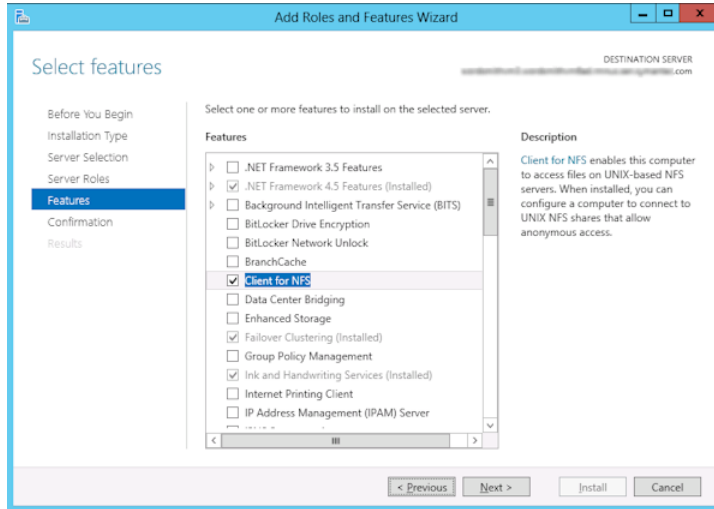 Add Roles and Features Wizard
Select features
DESTINATION SERVER
.com
Before You Begin
Installation Type
Server Selection
Server Roles
Features
Confirmation
Results
Select one or more features to install on the selected server.
Features
.NET Framework 3.5 Features
.NET Framework 4.5 Features (Installed)
Background Intelligent Transfer Service (BITS)
BitLocker Drive Encryption
BitLocker Network Unlock
BranchCache
Client for NFS
Data Center Bridging
Enhanced Storage
Failover Clustering (Installed)
Group Policy Management
Ink and Handwriting Services (Installed)
Internet Printing Client
IP Address Management (IPAM) Server
Description
Client for NFS enables this computer
to access files on UNIX-based NFS
servers. When installed, you can
configure a computer to connect to
UNIX NFS shares that allow
anonymous access.
< Previous
Next >
Install
Cancel